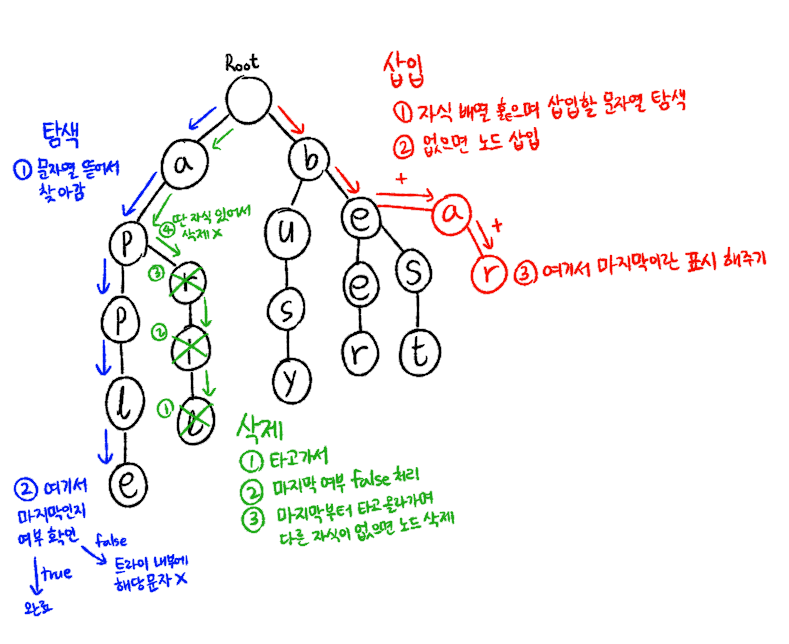 Root
탐색
① 문자열 뜯어서
찾아감
삽입
① 자식 배열 훑으며 삽입할 문자열 탐색
② 없으면 노드 삽입
a
b
+
④ 딴 자식 있어서
삭제 X
p
③ r
u
e
a
+
r
③ 여기서 마지막이란 표시 해주기
p
② i
s
e
s
l
① l
y
r
t
e
삭제
① 타고가서
② 마지막 여부 false 처리
③ 마지막부터 타고 올라가며
다른 자식이 없으면 노드 삭제
② 여기서
마지막인지
여부 확인
false
트라이 내부에
해당 문자 X
true
완료